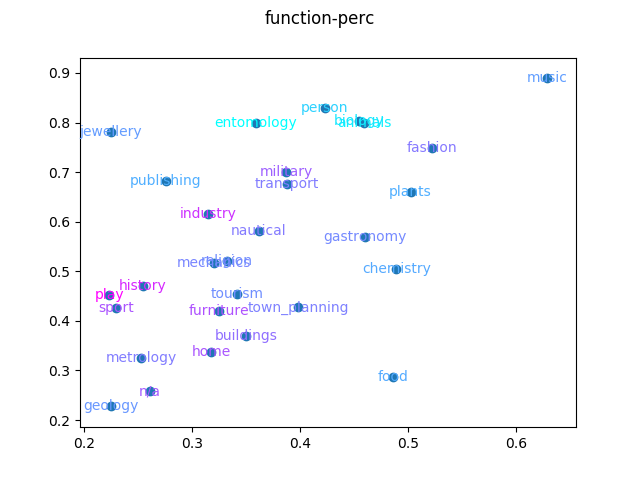 function-perc
0.9
music
person
0.8
entomology
biology
animals
jewellery
fashion
0.7
military
publishing
transport
plants
industry
0.6
nautical
gastronomy
religion
mechanics
chemistry
0.5
history
play
tourism
sport
furniture
town_planning
0.4
buildings
home
metrology
0.3
food
n/a
geology
0.2
0.2
0.3
0.4
0.5
0.6